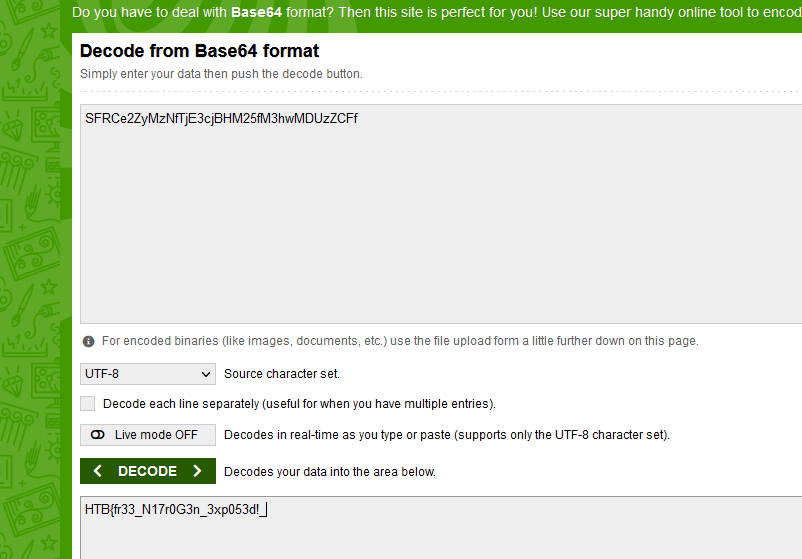 Do you have to deal with Base64 format? Then this site is perfect for you! Use our super handy online tool to encod
Decode from Base64 format
Simply enter your data then push the decode button.
SFRCe2ZyMzNfTjE3cjBHM25fM3hwMDUzZCFf
For encoded binaries (like images, documents, etc.) use the file upload form a little further down on this page.
UTF-8 Source character set.
Decode each line separately (useful for when you have multiple entries).
Live mode OFF Decodes in real-time as you type or paste (supports only the UTF-8 character set).
< DECODE > Decodes your data into the area below.
HTB{fr33_N17r0G3n_3xp053d!_